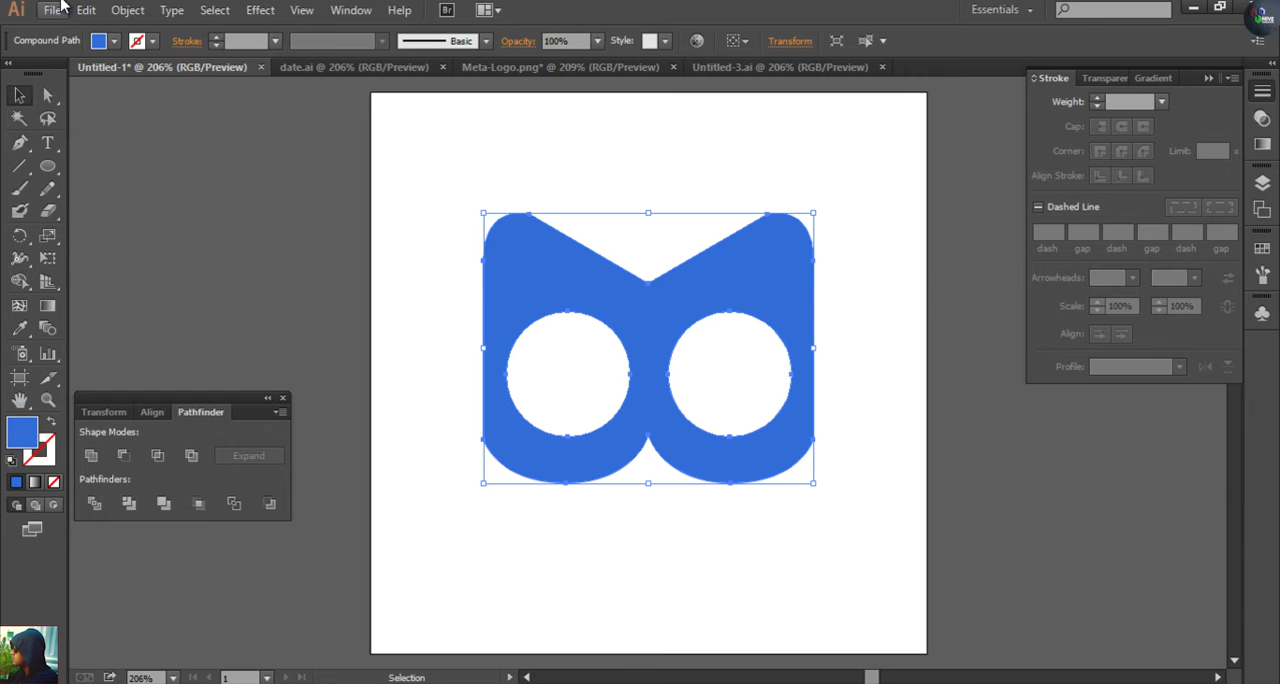 Ai File Edit Object Type Select Effect View Window Help Br Essentials
Compound Path Stroke: Basic Opacity: 100% Style: Transform
Untitled-1* @ 206% (RGB/Preview) × date.ai @ 206% (RGB/Preview) × Meta-Logo.png* @ 209% (RGB/Preview) × Untitled-3.ai @ 206% (RGB/Preview) ×
Stroke Transparer Gradient
Weight:
Cap:
Corner: Limit: x
Align Stroke:
Dashed Line
dash gap dash gap dash gap
Arrowheads:
Scale: 100% 100%
Align:
Profile:
Transform Align Pathfinder
Shape Modes:
Expand
Pathfinders:
206% 1 Selection